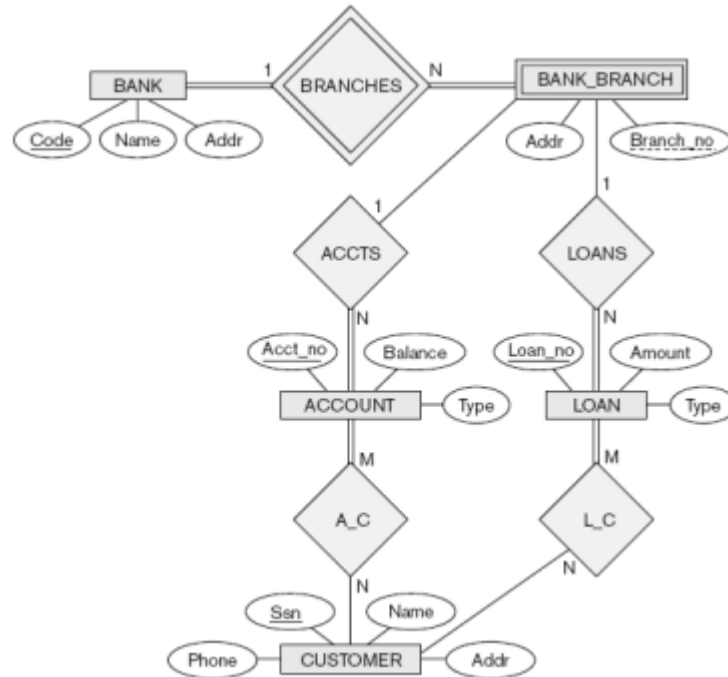 1 N
BANK BRANCHES BANK_BRANCH
Code Name Addr Addr Branch_no
1 1
ACCTS LOANS
N N
Acct_no Balance Loan_no Amount
ACCOUNT Type LOAN Type
M M
A_C L_C
N N
Ssn Name
Phone CUSTOMER Addr